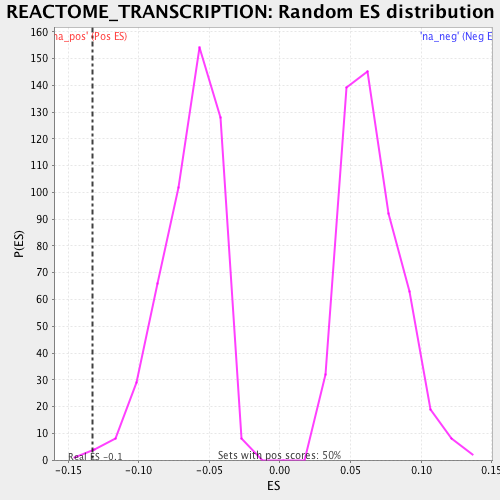 REACTOME_TRANSCRIPTION: Random ES distribution
na_pos' (Pos ES)
'na_neg' (Neg E
160
150
140
130
120
110
100
90
80
70
60
50
40
30
20
10
0
P(ES)
Real ES -0.1
Sets with pos scores: 50%
-0.15 -0.10 -0.05 0.00 0.05 0.10 0.15
ES